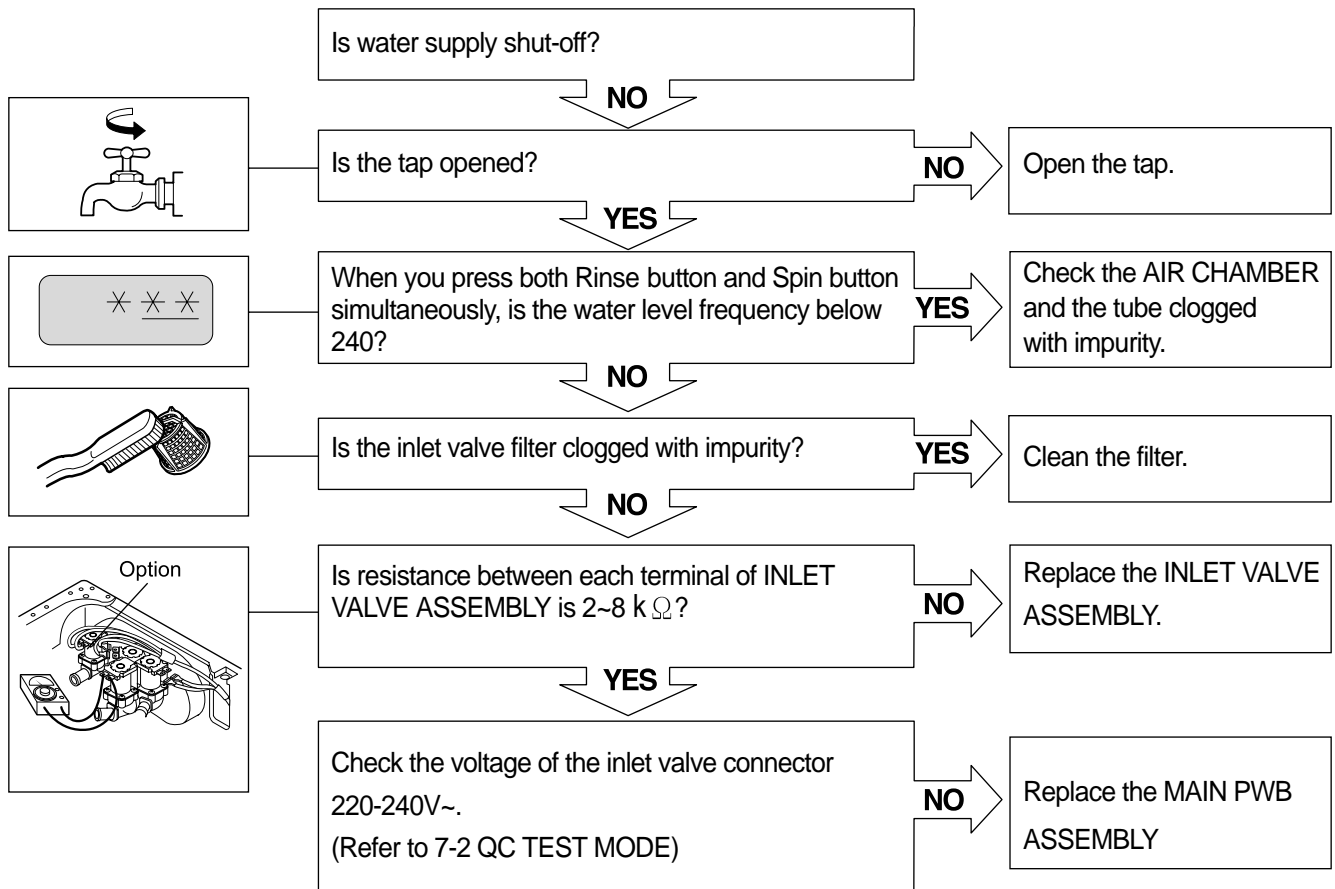 Is water supply shut-off?
NO
Is the tap opened?
NO
Open the tap.
YES
When you press both Rinse button and Spin button
simultaneously, is the water level frequency below
240?
YES
Check the AIR CHAMBER
and the tube clogged
with impurity.
NO
Is the inlet valve filter clogged with impurity?
YES
Clean the filter.
NO
Option
Is resistance between each terminal of INLET
VALVE ASSEMBLY is 2~8 k Ω?
NO
Replace the INLET VALVE
ASSEMBLY.
YES
Check the voltage of the inlet valve connector
220-240V~.
(Refer to 7-2 QC TEST MODE)
NO
Replace the MAIN PWB
ASSEMBLY